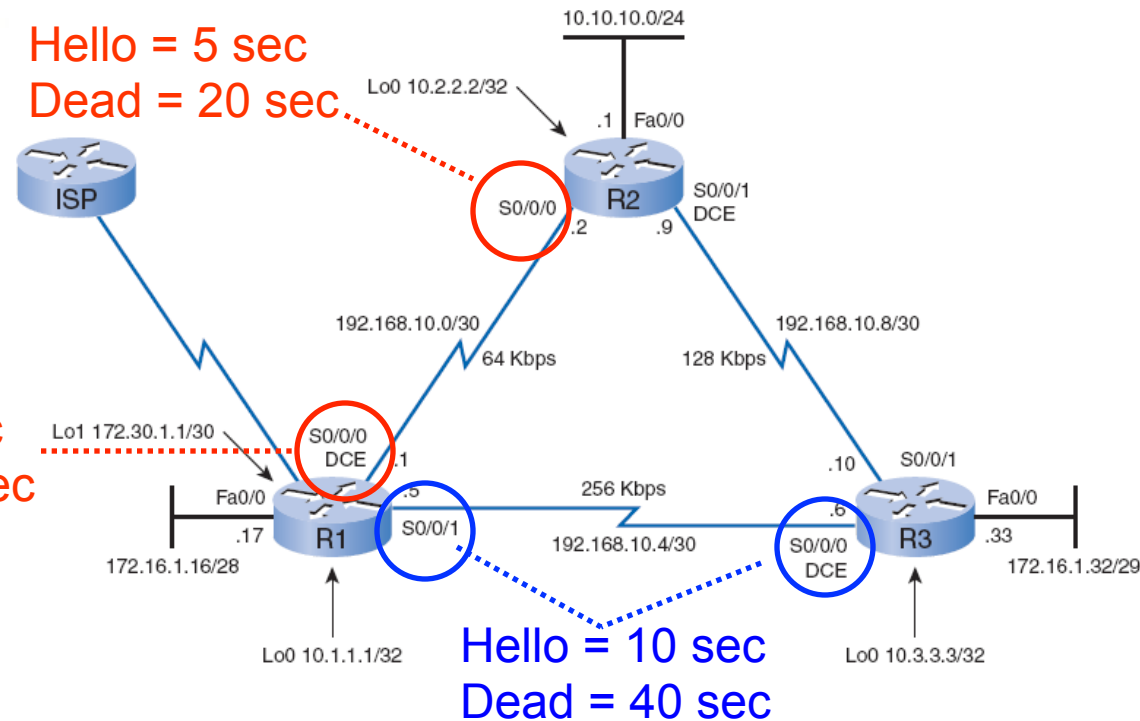 10.10.10.0/24
Hello = 5 sec
Dead = 20 sec
Lo0 10.2.2.2/32
.1
Fa0/0
ISP
R2
S0/0/0
S0/0/1
DCE
.2
.9
192.168.10.0/30
64 Kbps
192.168.10.8/30
128 Kbps
Lo1 172.30.1.1/30
S0/0/0
DCE
.1
ec
.10
S0/0/1
Fa0/0
.5
256 Kbps
.6
Fa0/0
.17
R1
S0/0/1
192.168.10.4/30
S0/0/0
DCE
R3
.33
172.16.1.16/28
172.16.1.32/29
Lo0 10.1.1.1/32
Hello = 10 sec
Dead = 40 sec
Lo0 10.3.3.3/32